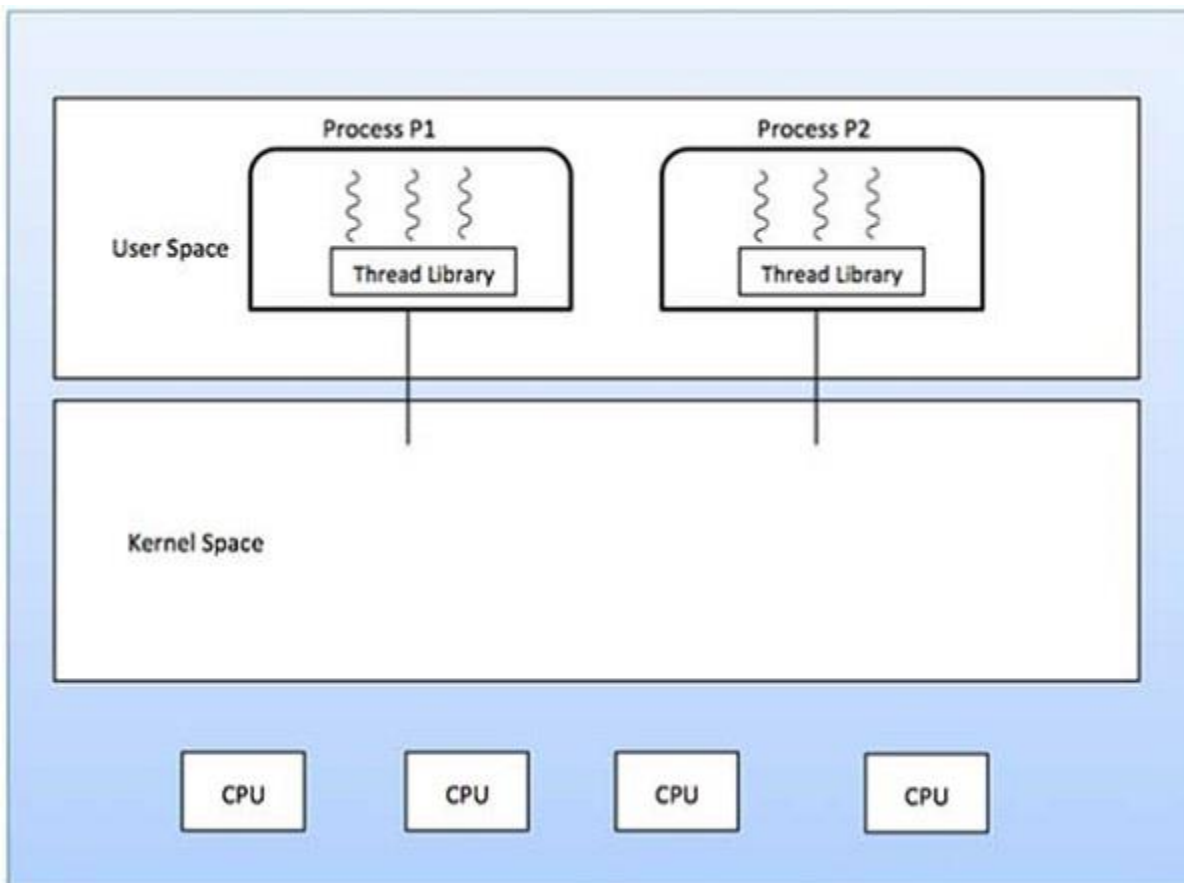 Process P1
Process P2
User Space
Thread Library
Thread Library
Kernel Space
CPU
CPU
CPU
CPU